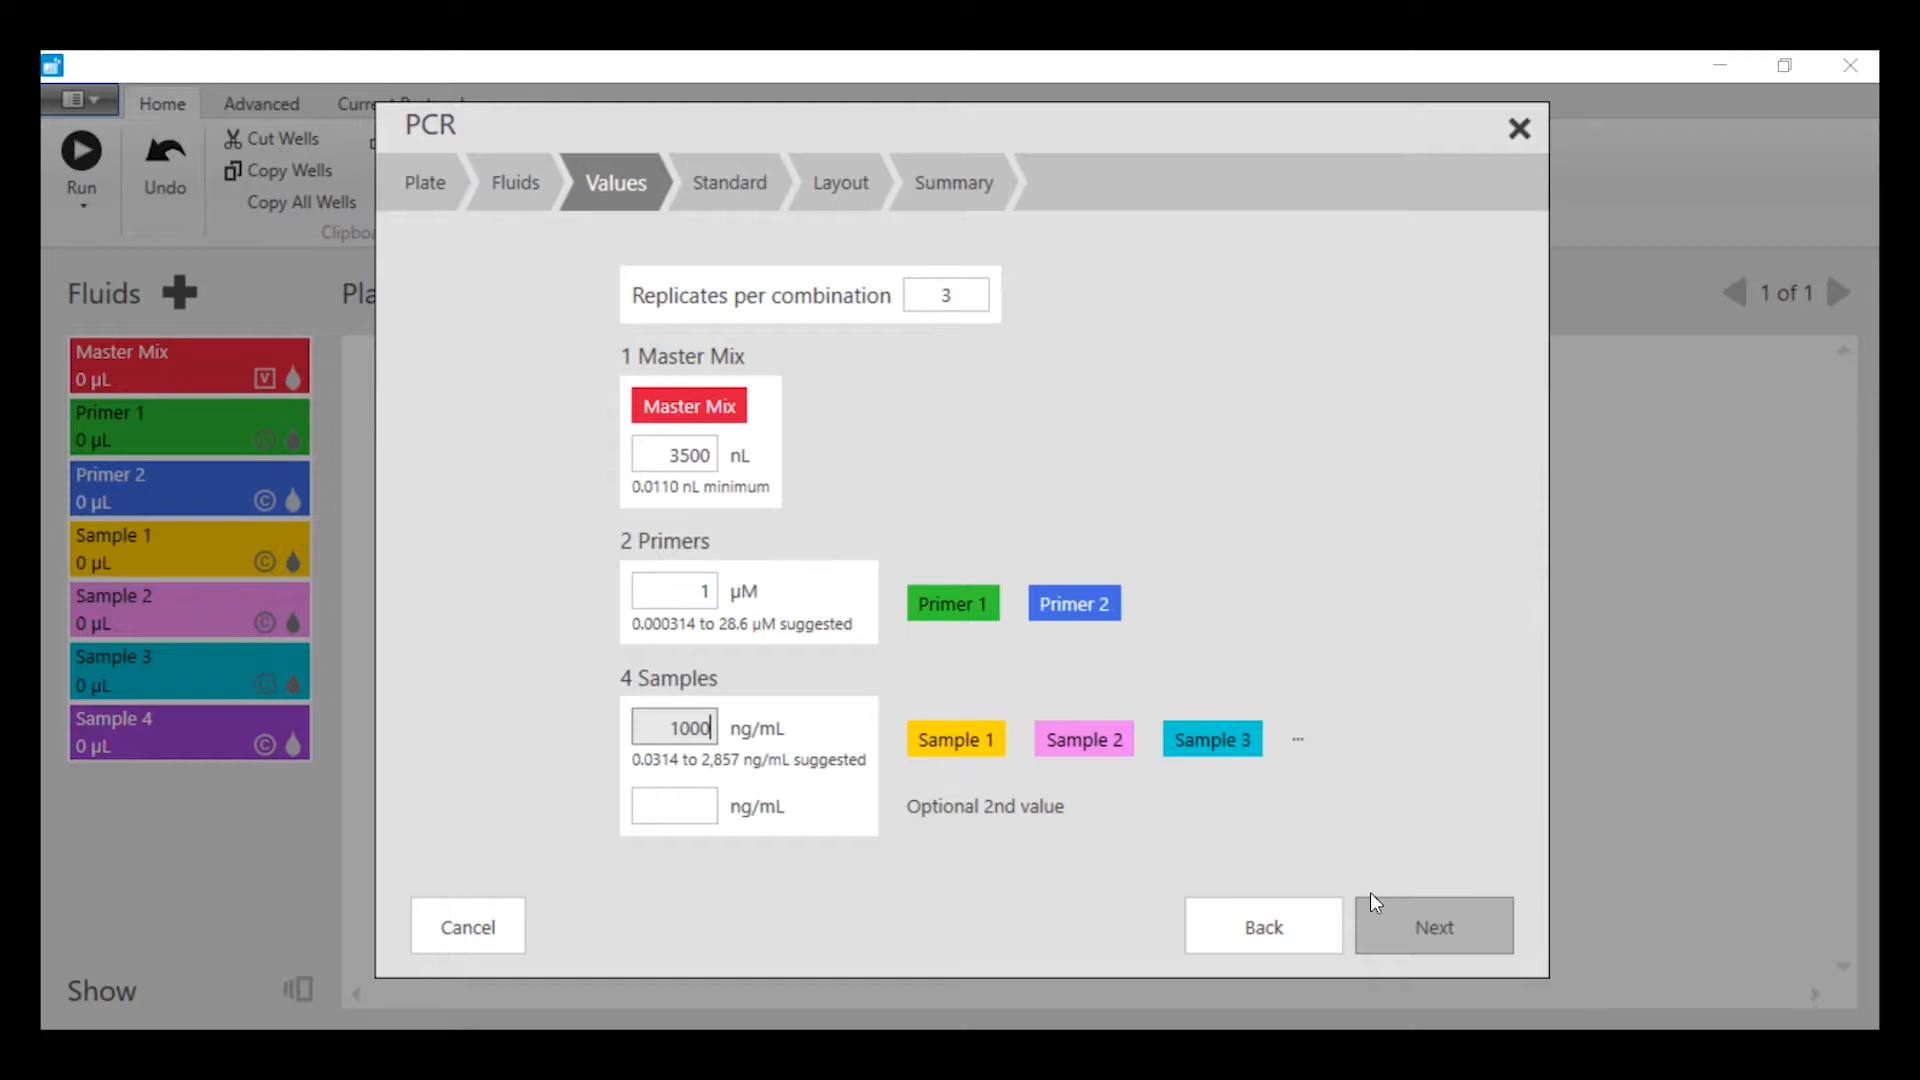 Home
Advanced
Run
Undo
Cut Wells
Copy Wells
Copy All Wells
PCR
Plate
Fluids
Values
Standard
Layout
Summary
Fluids
1 of 1
Master Mix
0 µL
V
Primer 1
0 µL
Primer 2
0 µL
C
Sample 1
0 µL
C
Sample 2
0 µL
C
Sample 3
0 µL
Sample 4
0 µL
C
Show
Replicates per combination 3
1 Master Mix
Master Mix
3500 nL
0.0110 nL minimum
2 Primers
1 µM
0.000314 to 28.6 µM suggested
Primer 1
Primer 2
4 Samples
1000 ng/mL
0.0314 to 2,857 ng/mL suggested
Sample 1
Sample 2
Sample 3
...
ng/mL
Optional 2nd value
Cancel
Back
Next